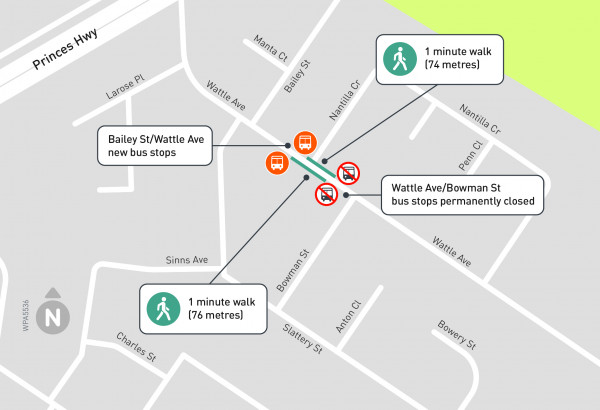 Princes Hwy
Manta Ct
Bailey St
1 minute walk
(74 metres)
Larose Pl
Wattle Ave
Nantilla Cr
Nantilla Cr
Bailey St/Wattle Ave
new bus stops
Penn Cl
Wattle Ave/Bowman St
bus stops permanently closed
Wattle Ave
Sinns Ave
Bowman St
1 minute walk
(76 metres)
WPA5536
N
Anton Cl
Slattery St
Bowery St
Charles St